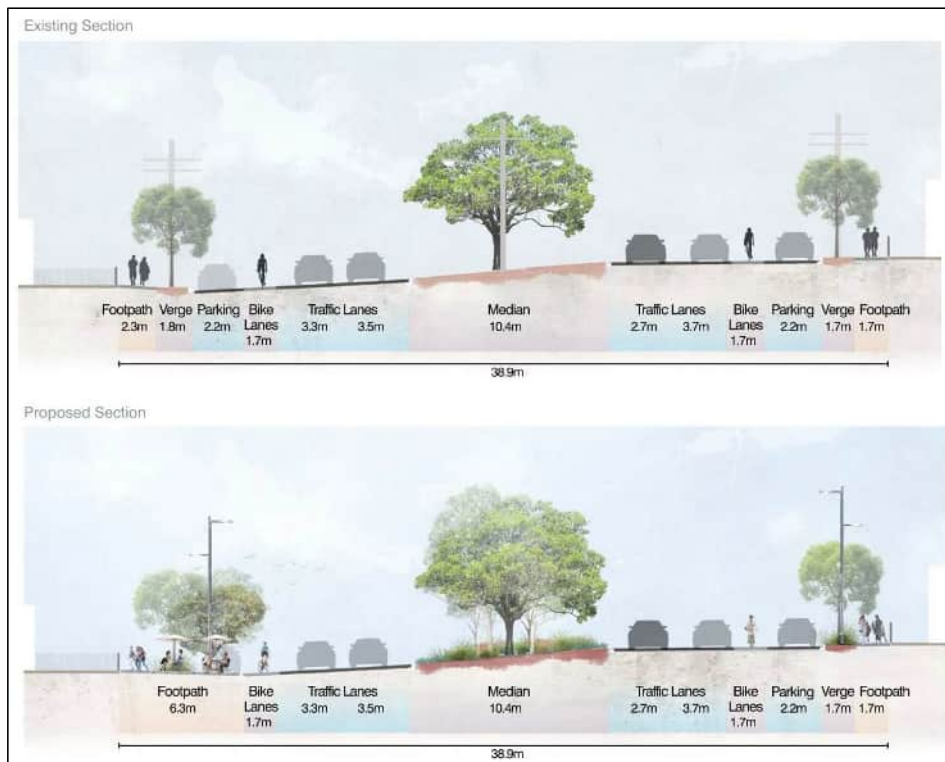 Existing Section
Footpath Verge Parking Bike Lanes Traffic Lanes Median Traffic Lanes Bike Lanes Parking Verge Footpath
2.3m 1.8m 2.2m 1.7m 3.3m 3.5m 10.4m 2.7m 3.7m 1.7m 2.2m 1.7m 1.7m
38.9m
Proposed Section
Footpath Bike Lanes Traffic Lanes Median Traffic Lanes Bike Lanes Parking Verge Footpath
6.3m 1.7m 3.3m 3.5m 10.4m 2.7m 3.7m 1.7m 2.2m 1.7m 1.7m
38.9m